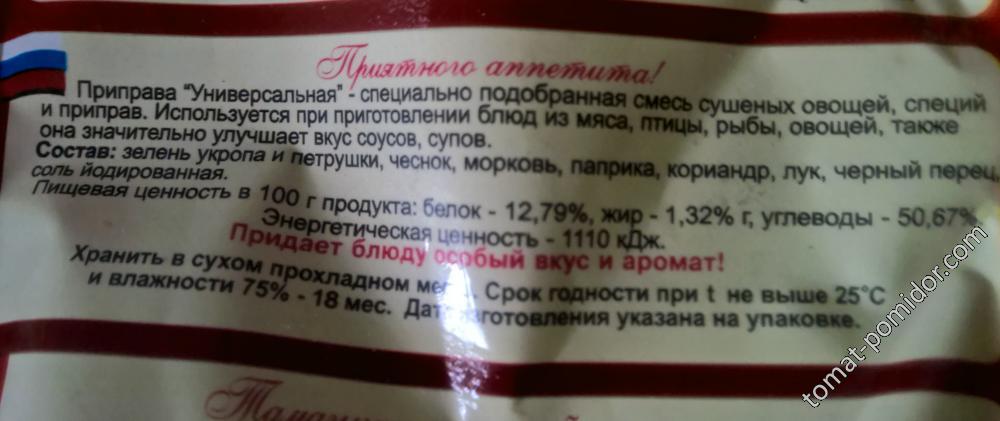 Приятного аппетита!
Приправа "Универсальная" - специально подобранная смесь сушеных овощей, специй
и приправ. Используется при приготовлении блюд из мяса, птицы, рыбы, овощей, также
она значительно улучшает вкус соусов, супов.
Состав: зелень укропа и петрушки, чеснок, морковь, паприка, кориандр, лук, черный перец,
соль йодированная.
Пищевая ценность в 100 г продукта: белок - 12,79%, жир - 1,32% г, углеводы - 50,67%.
Энергетическая ценность - 1110 кДж.
Придает блюду особый вкус и аромат!
Хранить в сухом прохладном Срок годности при t не выше 25°C
и влажности 75% - 18 мес. указана на упаковке.
tomat-pomidor.com